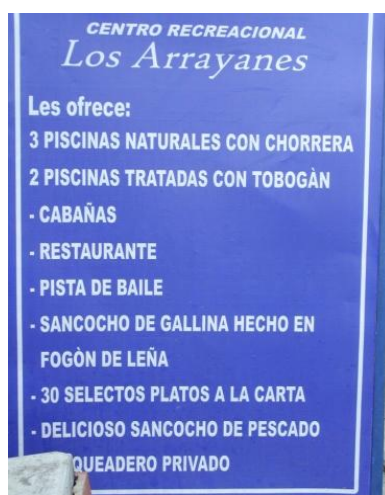 CENTRO RECREACIONAL
Los Arrayanes
Les ofrece:
3 PISCINAS NATURALES CON CHORRERA
2 PISCINAS TRATADAS CON TOBOGÀN
- CABAÑAS
- RESTAURANTE
- PISTA DE BAILE
- SANCOCHO DE GALLINA HECHO EN
FOGÒN DE LEÑA
- 30 SELECTOS PLATOS A LA CARTA
- DELICIOSO SANCOCHO DE PESCADO
QUEADERO PRIVADO